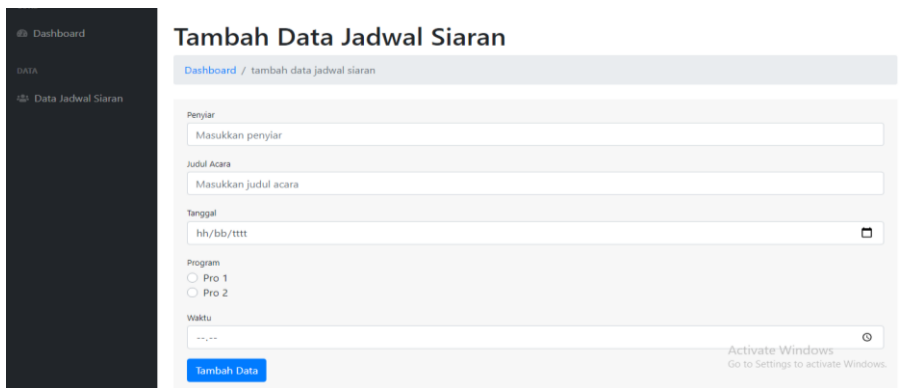 Dashboard
DATA
Data Jadwal Siaran
Tambah Data Jadwal Siaran
Dashboard / tambah data jadwal siaran
Penyiar
Masukkan penyiar
Judul Acara
Masukkan judul acara
Tanggal
hh/bb/tttt
Program
Pro 1
Pro 2
Waktu
--.--
Tambah Data
Activate Windows
Go to Settings to activate Windows.